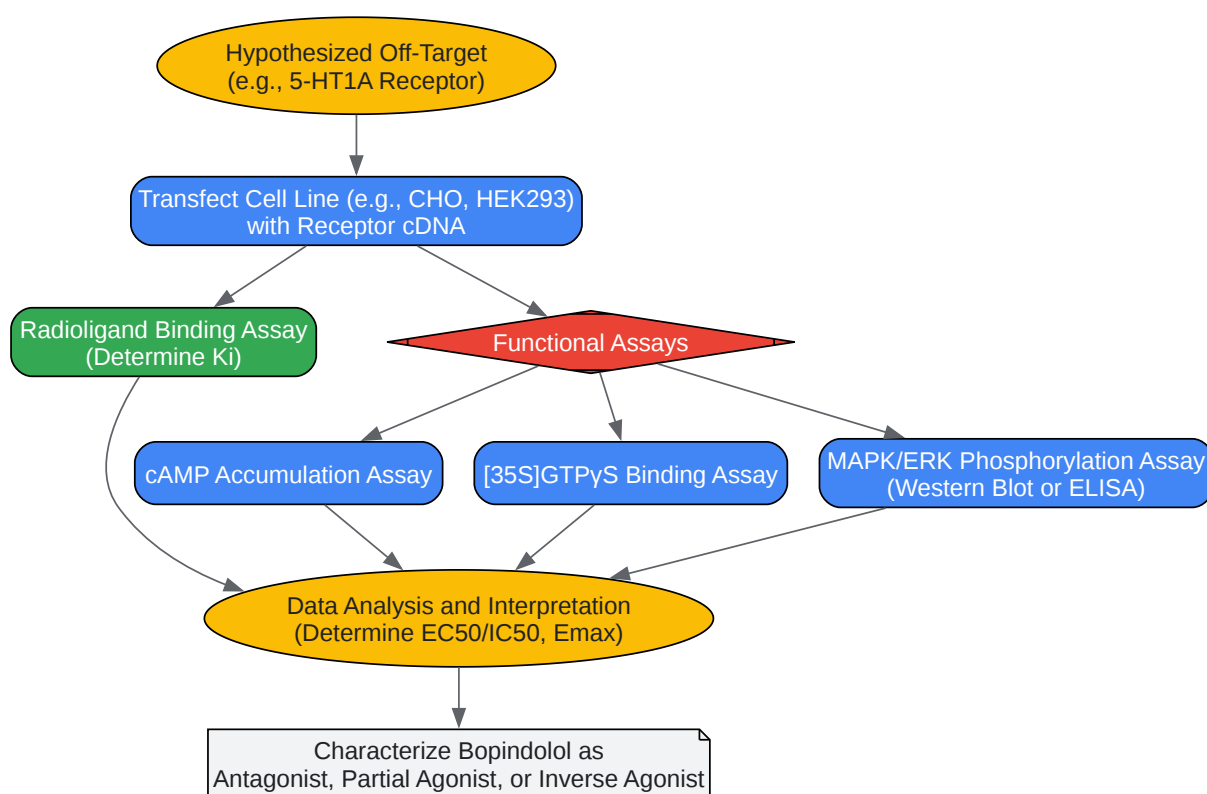 Hypothesized Off-Target
(e.g., 5-HT1A Receptor)
Transfect Cell Line (e.g., CHO, HEK293)
with Receptor cDNA
Radioligand Binding Assay
(Determine Ki)
Functional Assays
cAMP Accumulation Assay
[35S]GTPγS Binding Assay
MAPK/ERK Phosphorylation Assay
(Western Blot or ELISA)
Data Analysis and Interpretation
(Determine EC50/IC50, Emax)
Characterize Bopindolol as
Antagonist, Partial Agonist, or Inverse Agonist